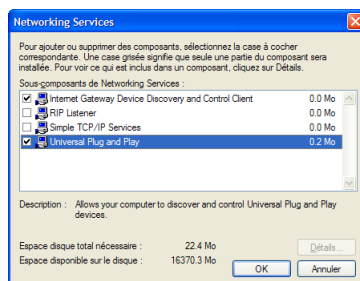 Networking Services
Pour ajouter ou supprimer des composants, sélectionnez la case à cocher
correspondante. Une case grisée signifie que seule une partie du composant sera
installée. Pour voir ce qui est inclus dans un composant, cliquez sur Détails.
Sous-composants de Networking Services :
Internet Gateway Device Discovery and Control Client 0.0 Mo
RIP Listener 0.0 Mo
Simple TCP/IP Services 0.0 Mo
Universal Plug and Play 0.2 Mo
Description : Allows your computer to discover and control Universal Plug and Play
devices.
Espace disque total nécessaire : 22.4 Mo
Espace disponible sur le disque : 16370.3 Mo
Détails...
OK Annuler